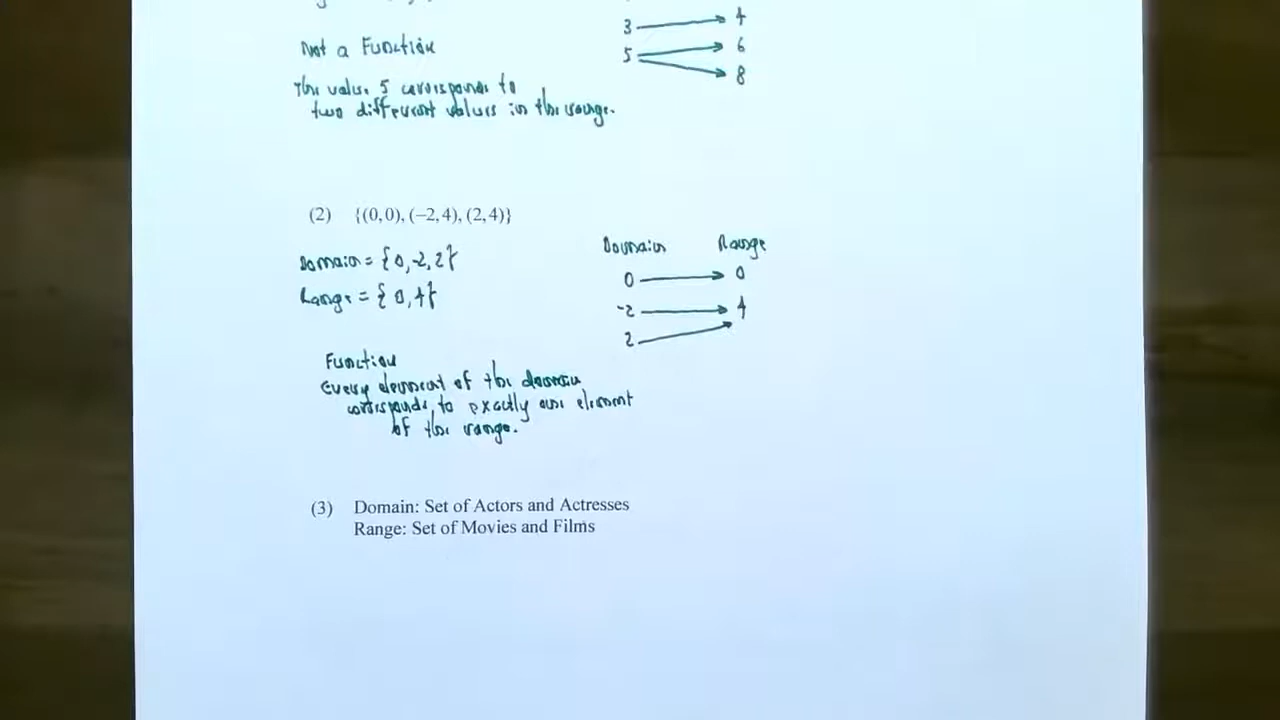 3 → 4
Not a Function
5 → 6
8
The value 5 corresponds to
two different values in the range.
(2) {(0,0),(−2,4),(2,4)}
Domain Range
Domain = {0,-2,2}
0 → 0
Range = {0,4}
-2 → 4
2
Function
Every element of the domain
corresponds to exactly one element
of the range.
(3) Domain: Set of Actors and Actresses
Range: Set of Movies and Films